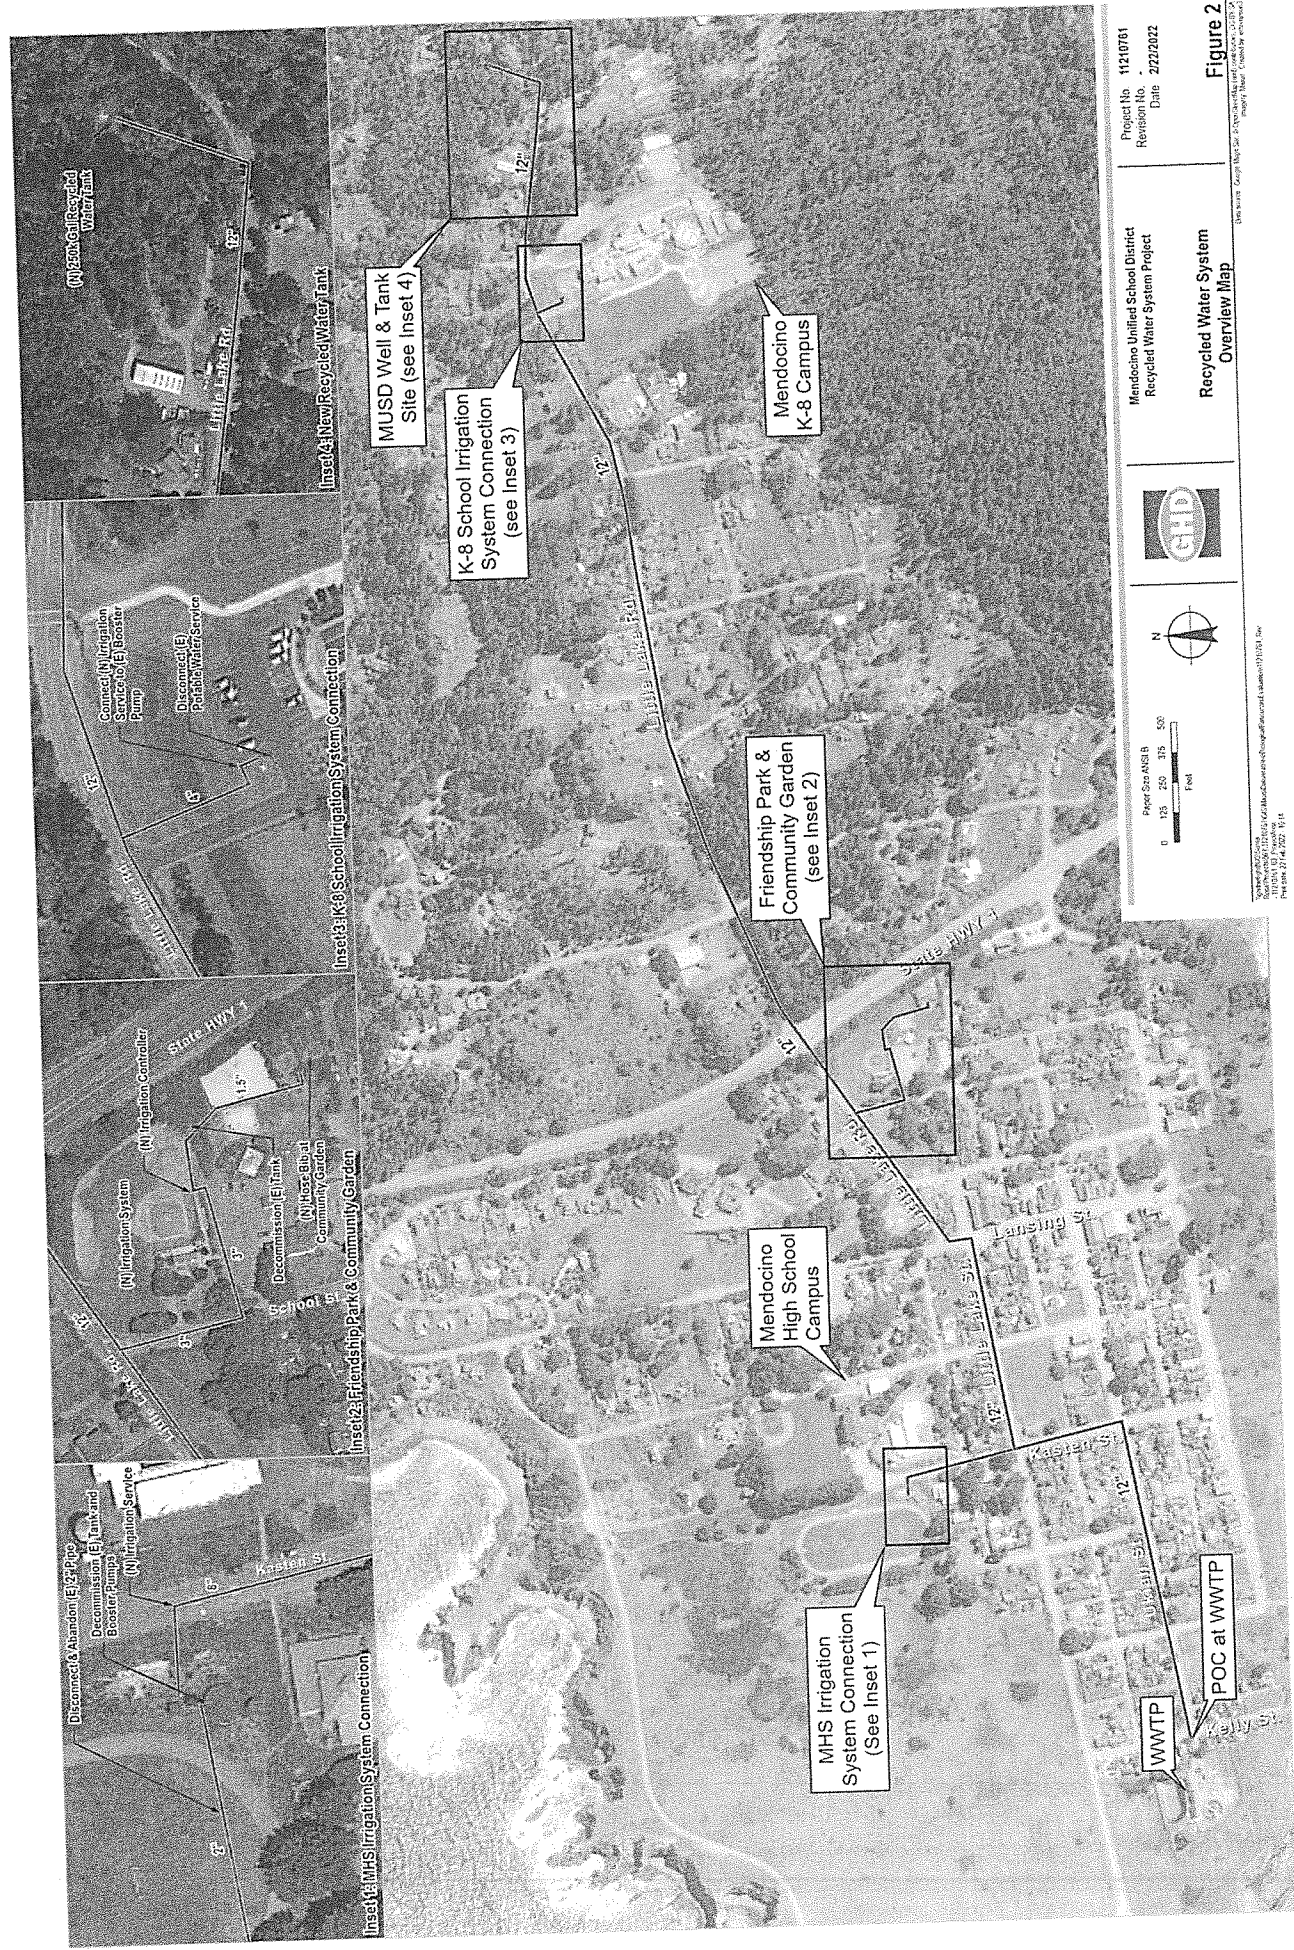 Disconnect & Abandon (E) 2" Pipe
Decommission (E) Tank and
Booster Pumps
(N) Irrigation Service
6"
Kasten St.
2"
Inset 1: MHS Irrigation System Connection
(N) Irrigation System
(N) Irrigation Controller
State HWY 1
12"
Little Lake Rd.
3"
3"
School St.
1.5"
Decommission (E) Tank
(N) Hose Bib at
Community Garden
Inset 2: Friendship Park & Community Garden
Little Lake Rd.
12"
4"
Connect (N) Irrigation
Service to (E) Booster
Pump
Disconnect (E)
Potable Water Service
Inset 3: K-8 School Irrigation System Connection
(N) 250k Gal Recycled
Water Tank
Little Lake Rd.
12"
Inset 4: New Recycled Water Tank
MUSD Well & Tank
Site (see Inset 4)
12"
K-8 School Irrigation
System Connection
(see Inset 3)
Mendocino
K-8 Campus
12"
Little Lake Rd.
Friendship Park &
Community Garden
(see Inset 2)
State HWY 1
12"
Little Lake Rd.
Lansing St.
Mendocino
High School
Campus
12"
Little Lake St.
Kasten St.
12"
MHS Irrigation
System Connection
(See Inset 1)
WWTP
POC at WWTP
Kelly St.
Paper Size ANSI B
0 125 250 375 500
Feet
N
GHD
Mendocino Unified School District
Recycled Water System Project
Recycled Water System
Overview Map
Project No. 11210761
Revision No. -
Date 2/22/2022
Figure 2